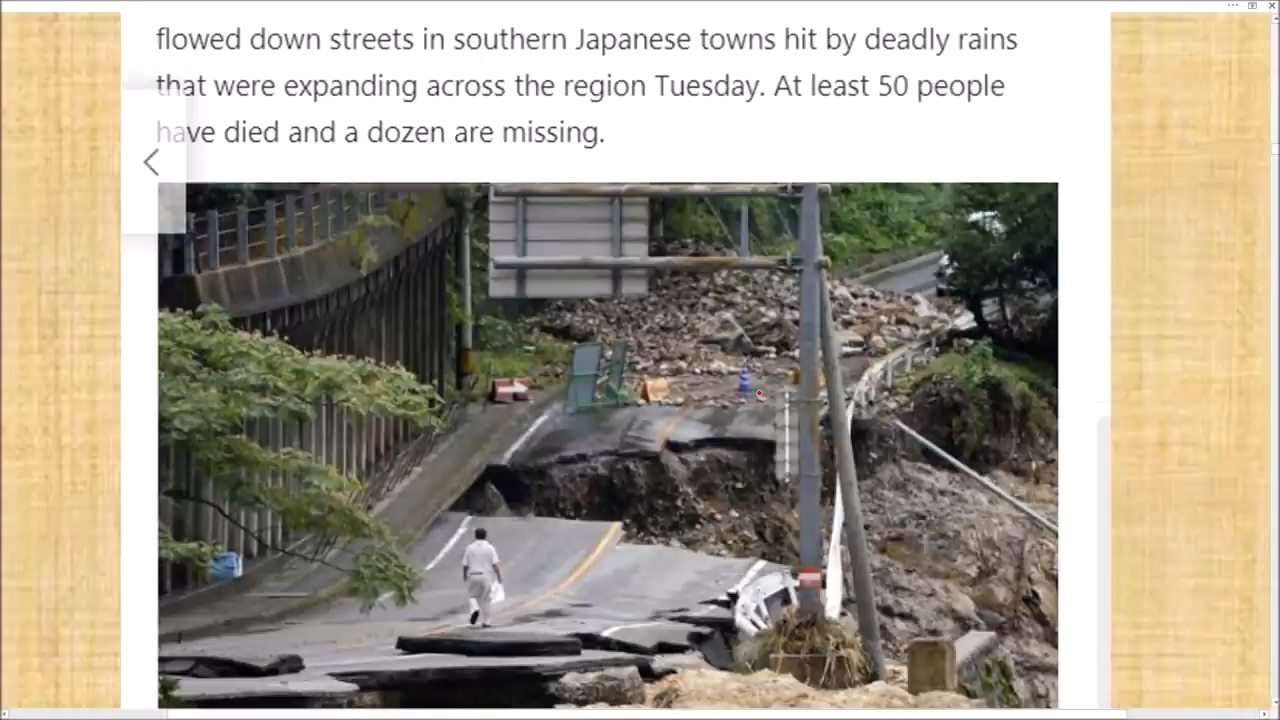 flowed down streets in southern Japanese towns hit by deadly rains
that were expanding across the region Tuesday. At least 50 people
have died and a dozen are missing.